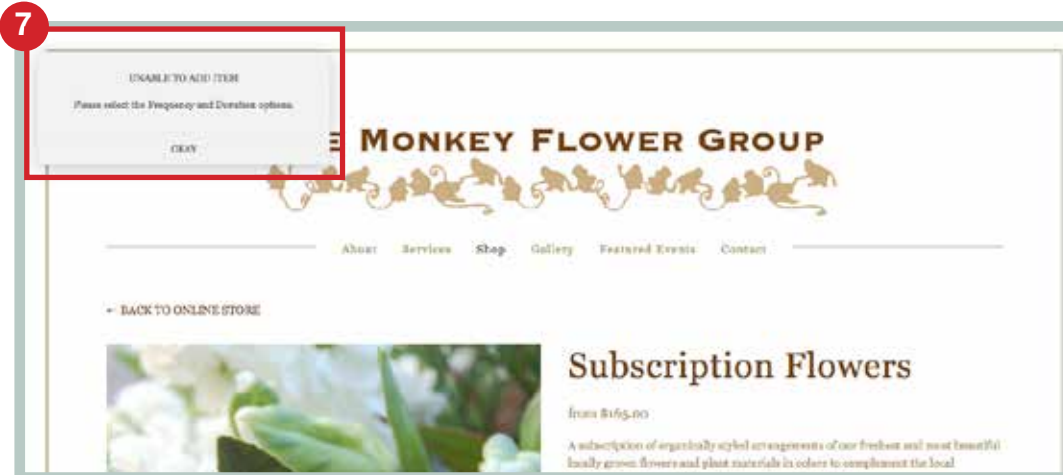 7
UNABLE TO ADD ITEM
Please select the Frequency and Duration options.
OKAY
E MONKEY FLOWER GROUP
About Services Shop Gallery Featured Events Contact
← BACK TO ONLINE STORE
Subscription Flowers
from $165.00
A subscription of organically styled arrangements of our freshest and most beautiful
locally grown flowers and plant materials in colors to complement the local